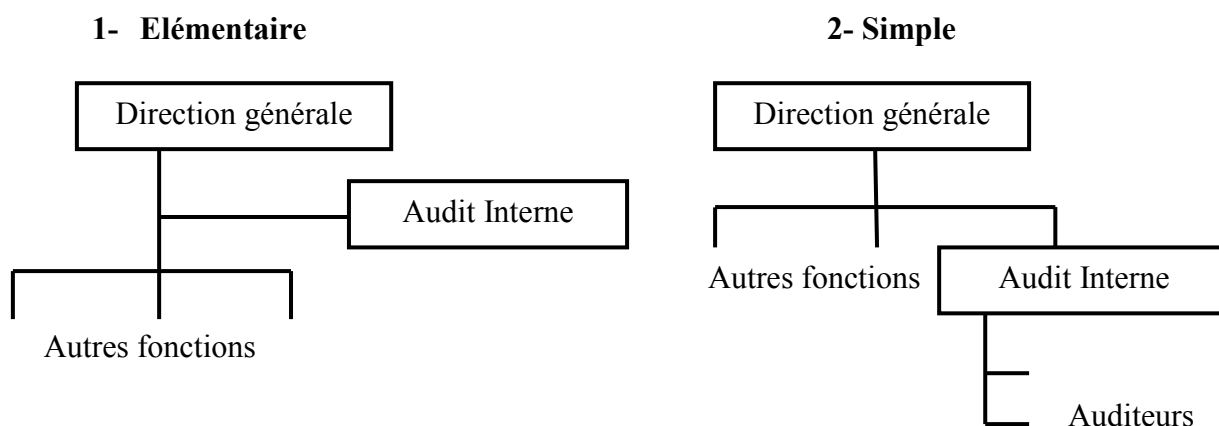 1- Elémentaire
Direction générale
Audit Interne
Autres fonctions
2- Simple
Direction générale
Autres fonctions
Audit Interne
Auditeurs